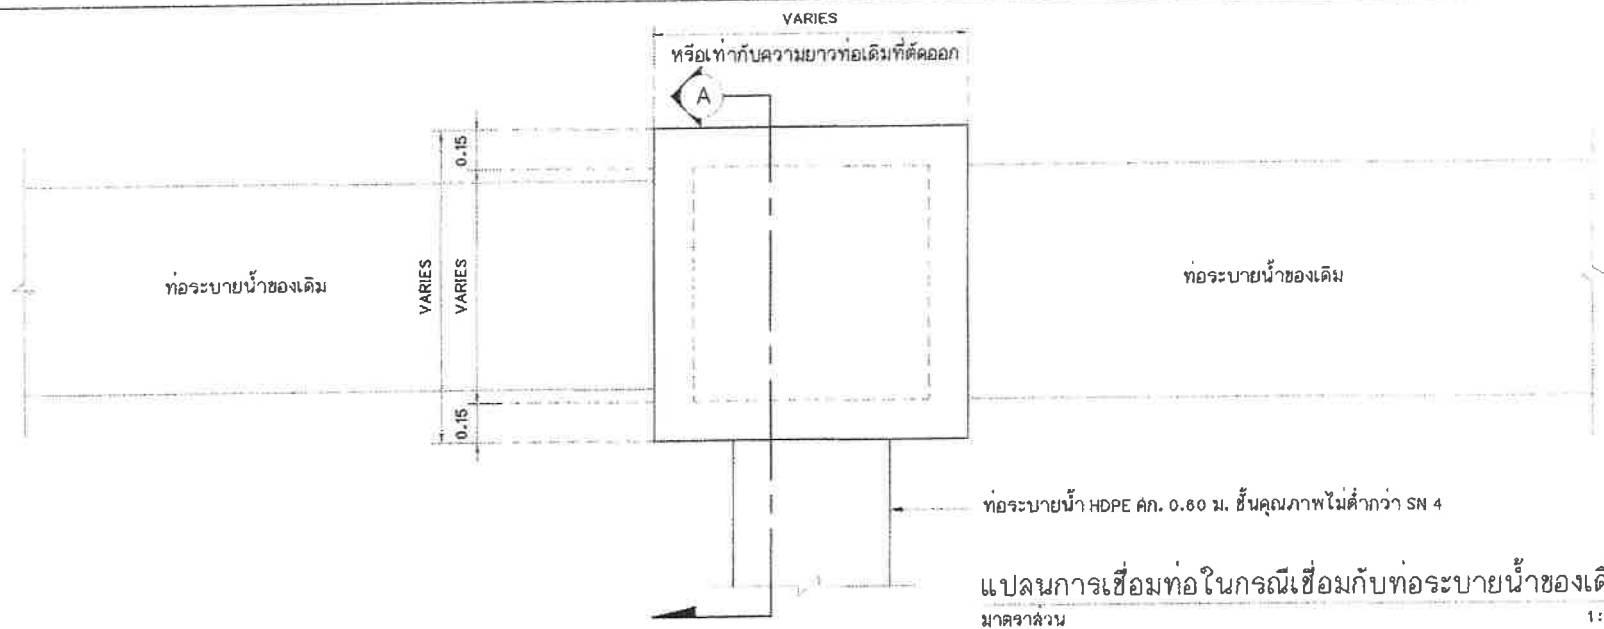 VARIES
หรือเท่ากับความยาวท่อเดิมที่ตัดออก
A
0.15
VARIES
VARIES
0.15
ท่อระบายน้ำของเดิม
ท่อระบายน้ำของเดิม
ท่อระบายน้ำ HDPE ศก. 0.60 ม. ชั้นคุณภาพไม่ต่ำกว่า SN 4
แปลนการเชื่อมท่อในกรณีเชื่อมกับท่อระบายน้ำของเดิ
มาตราส่วน 1: